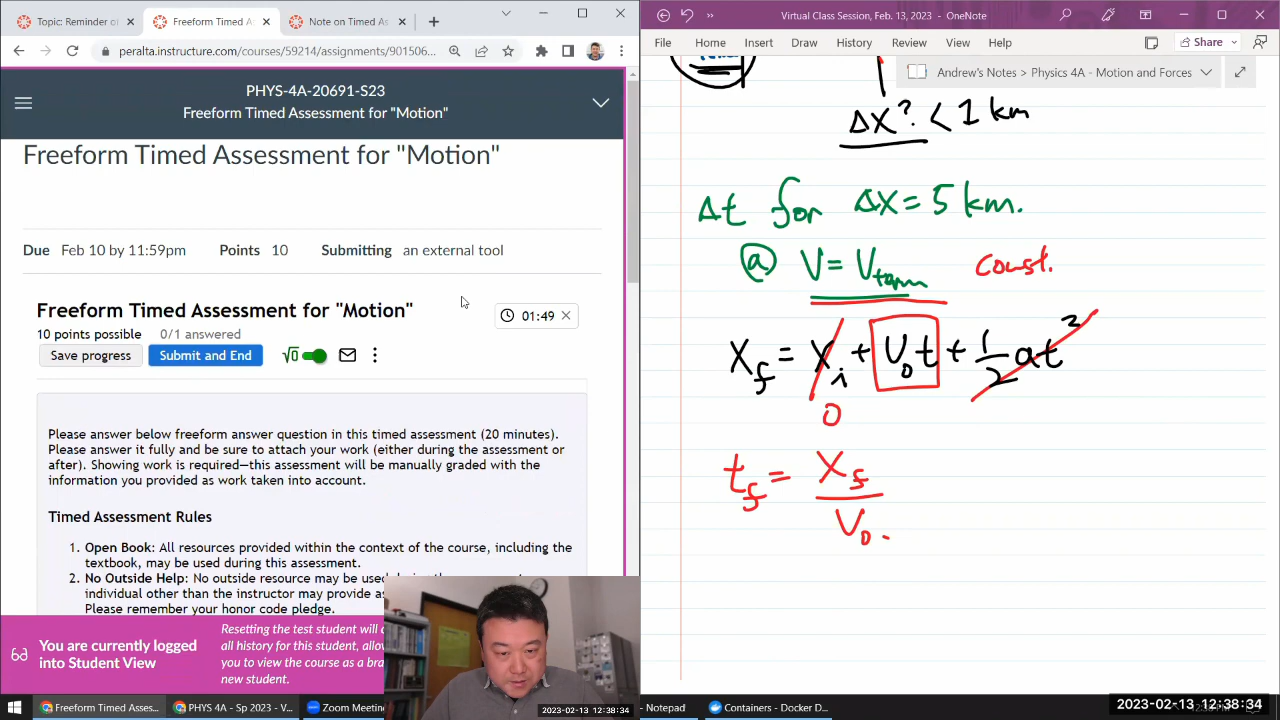 Topic: Reminder of
Freeform Timed Asses
Note on Timed As
peralta.instructure.com/courses/59214/assignments/901506...
PHYS-4A-20691-S23
Freeform Timed Assessment for "Motion"
Freeform Timed Assessment for "Motion"
Due Feb 10 by 11:59pm Points 10 Submitting an external tool
Freeform Timed Assessment for "Motion"
01:49
10 points possible 0/1 answered
Save progress
Submit and End
√0
Please answer below freeform answer question in this timed assessment (20 minutes).
Please answer it fully and be sure to attach your work (either during the assessment or
after). Showing work is required—this assessment will be manually graded with the
information you provided as work taken into account.
Timed Assessment Rules
1. Open Book: All resources provided within the context of the course, including the
textbook, may be used during this assessment.
2. No Outside Help: No outside resource may be used
individual other than the instructor may provide as
Please remember your honor code pledge.
You are currently logged
into Student View
Resetting the test student will
all history for this student, allow
you to view the course as a bra
new student.
Virtual Class Session, Feb. 13, 2023 - OneNote
File Home Insert Draw History Review View Help
Share
Andrew's Notes > Physics 4A - Motion and Forces
Δx? < 1 km
Δt for Δx = 5 km.
@ V = Vterm const.
Xf = Xi + V0t + 1/2 at²
0
tf = Xf / V0.
Freeform Timed Asses...
PHYS 4A - Sp 2023 - V...
Zoom Meeting
2023-02-13 12:38:34
- Notepad
Containers - Docker D...
2023-02-13 12:38:34